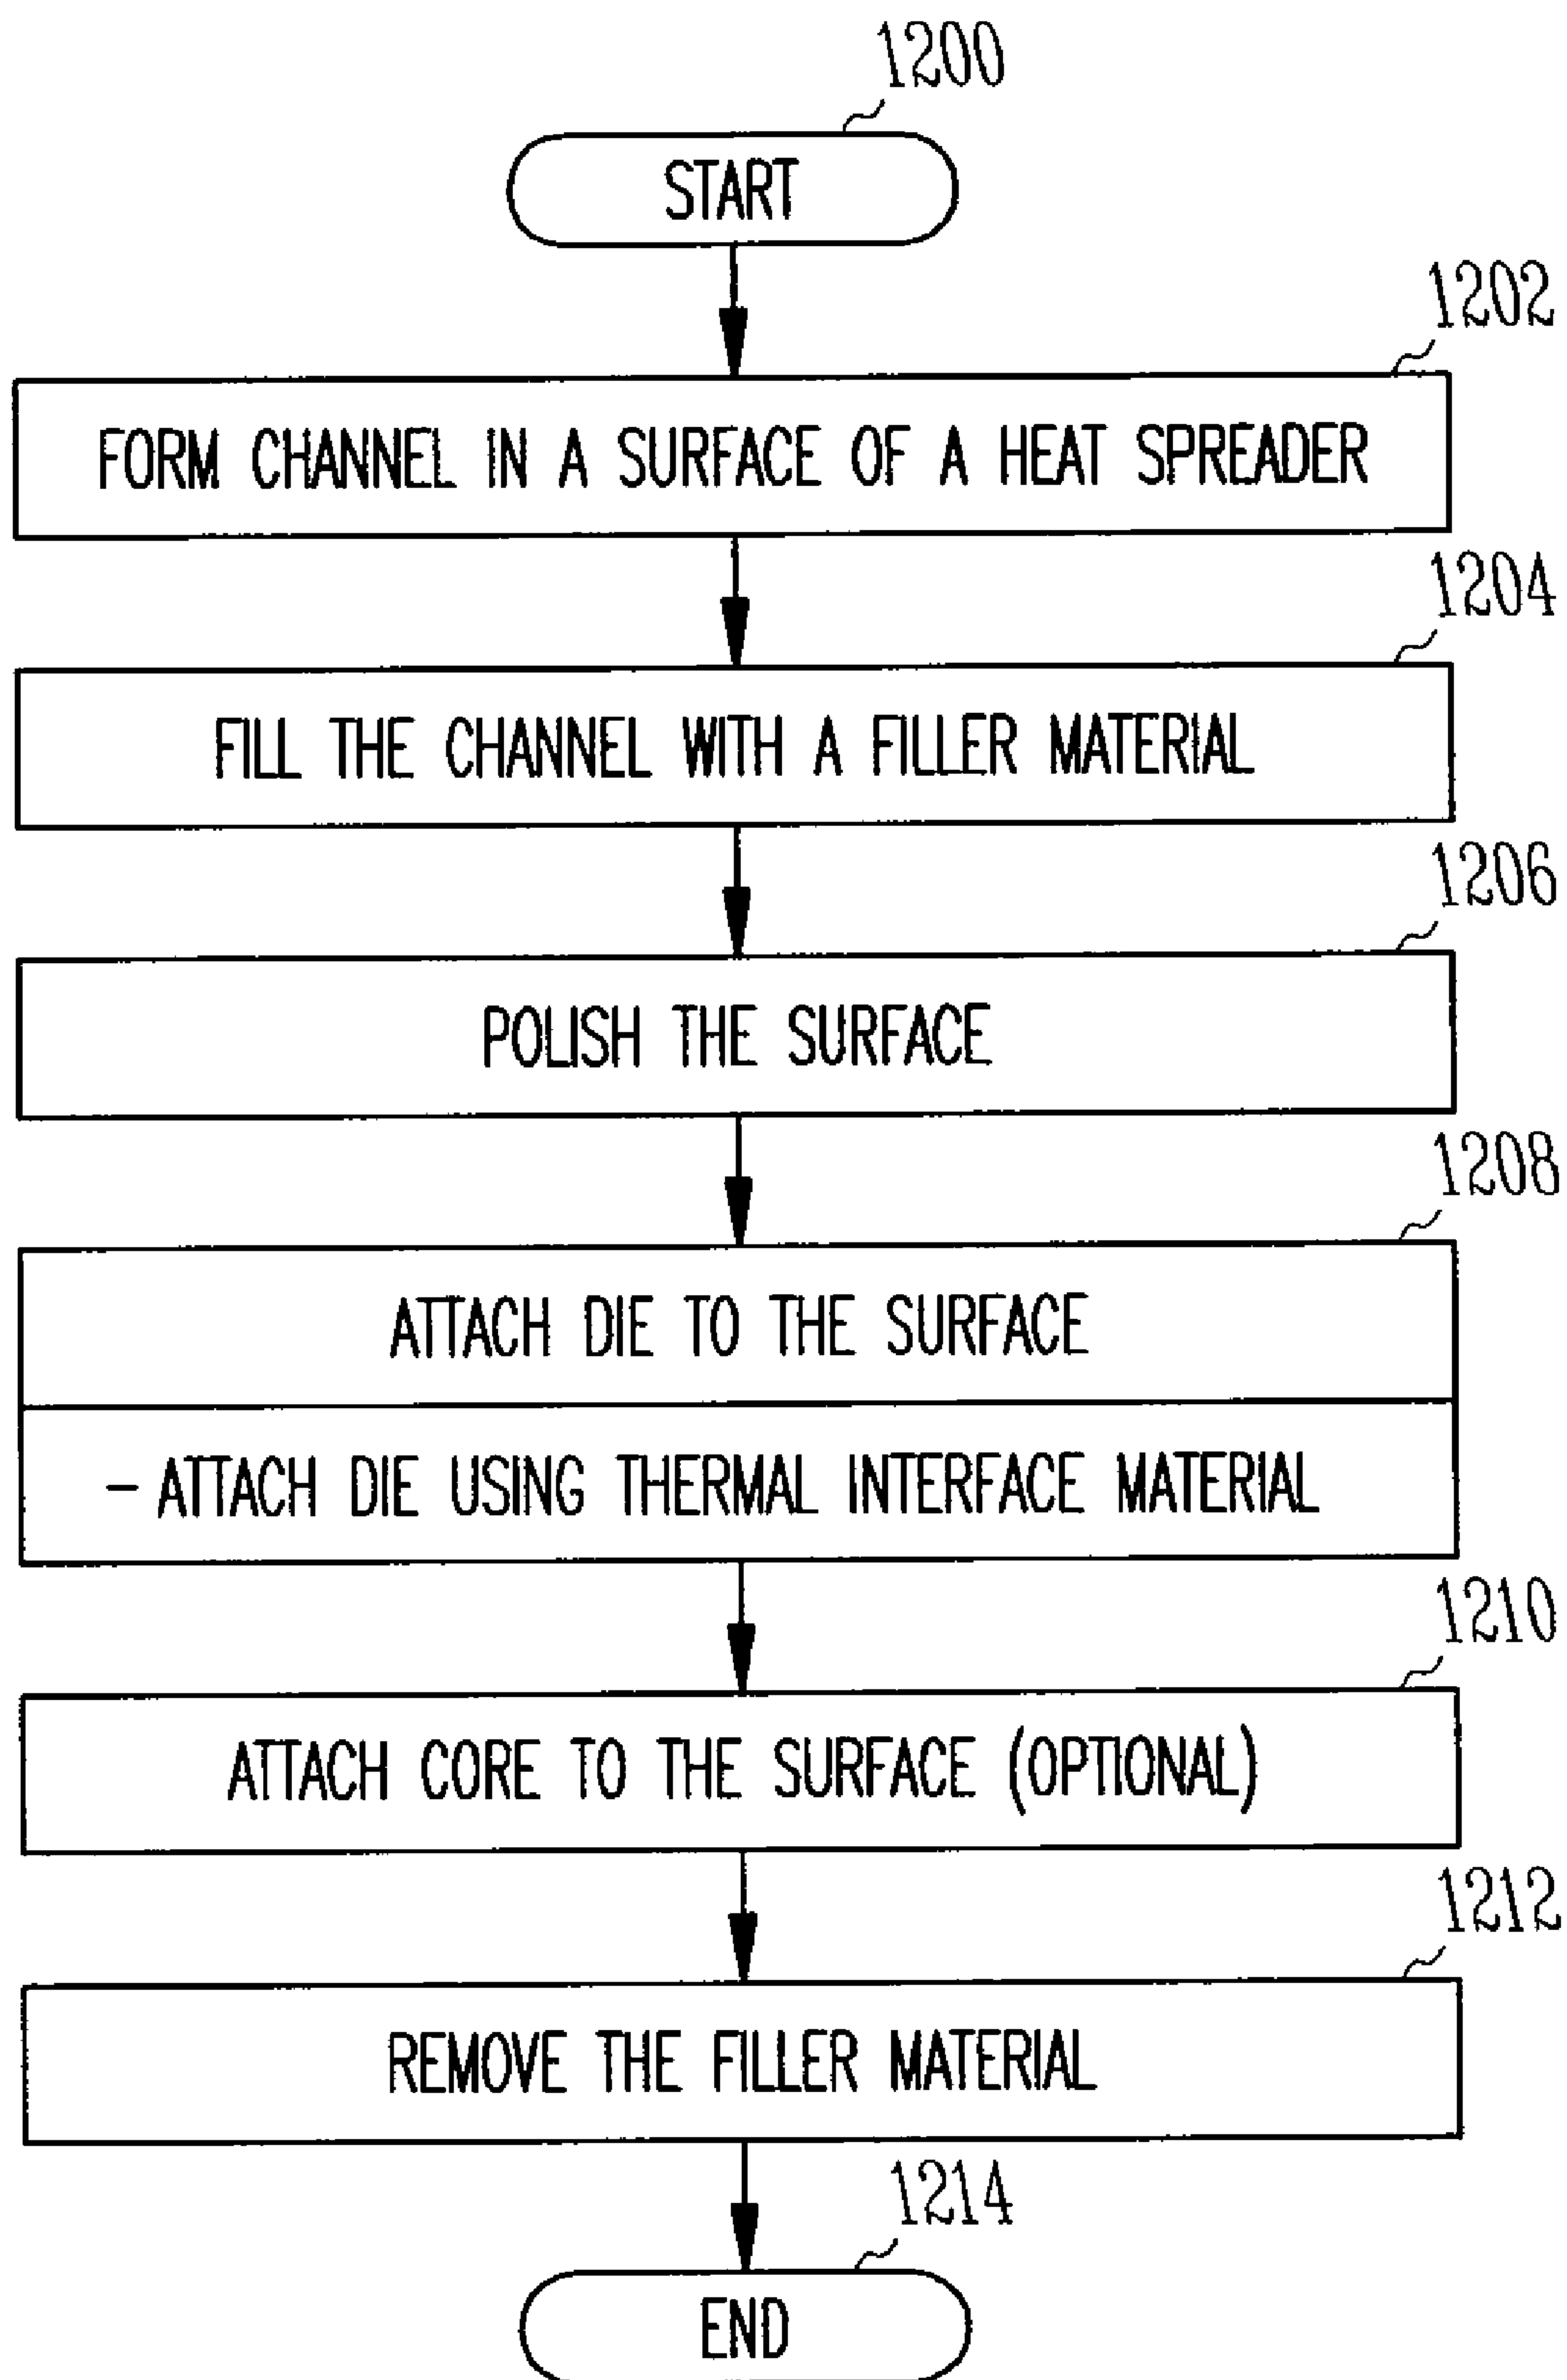 1200
START
1202
FORM CHANNEL IN A SURFACE OF A HEAT SPREADER
1204
FILL THE CHANNEL WITH A FILLER MATERIAL
1206
POLISH THE SURFACE
1208
ATTACH DIE TO THE SURFACE
- ATTACH DIE USING THERMAL INTERFACE MATERIAL
1210
ATTACH CORE TO THE SURFACE (OPTIONAL)
1212
REMOVE THE FILLER MATERIAL
1214
END